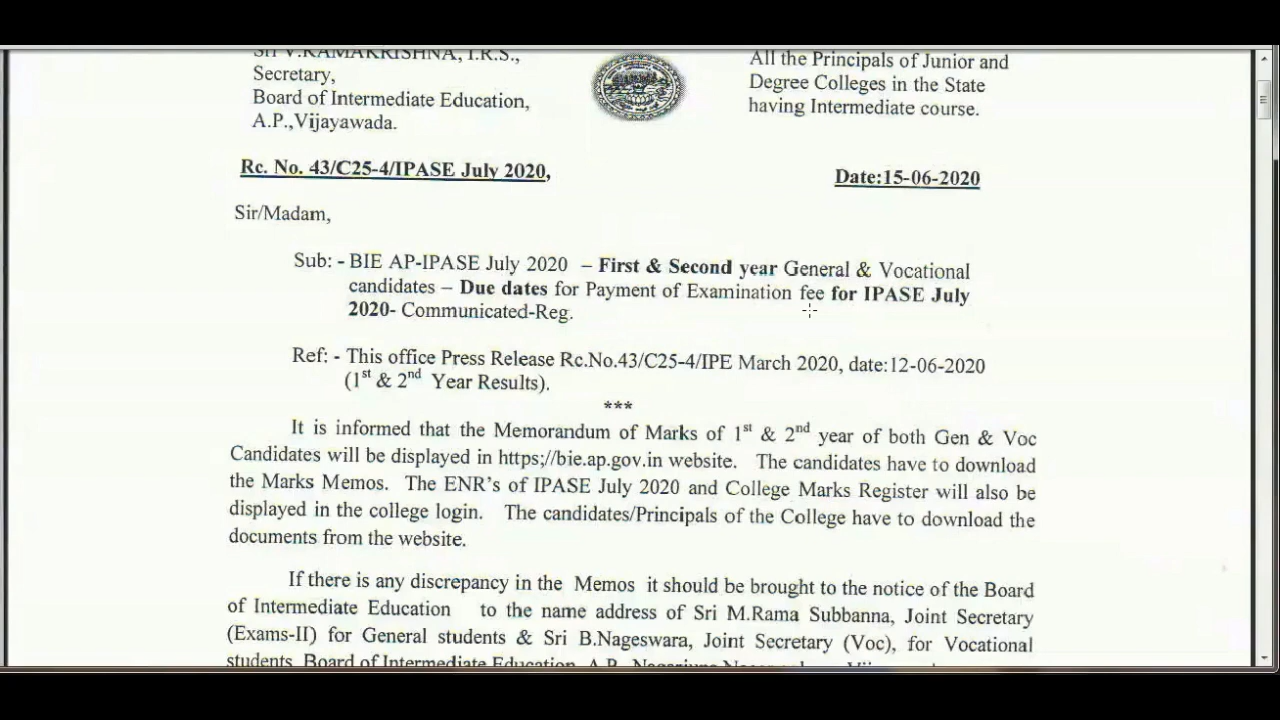 Sri V.RAMAKRISHNA, I.R.S.,
Secretary,
Board of Intermediate Education,
A.P.,Vijayawada.
All the Principals of Junior and
Degree Colleges in the State
having Intermediate course.
Rc. No. 43/C25-4/IPASE July 2020,
Date:15-06-2020
Sir/Madam,
Sub: - BIE AP-IPASE July 2020 – First & Second year General & Vocational
candidates – Due dates for Payment of Examination fee for IPASE July
2020- Communicated-Reg.
Ref: - This office Press Release Rc.No.43/C25-4/IPE March 2020, date:12-06-2020
(1st & 2nd Year Results).
***
It is informed that the Memorandum of Marks of 1st & 2nd year of both Gen & Voc
Candidates will be displayed in https;//bie.ap.gov.in website. The candidates have to download
the Marks Memos. The ENR's of IPASE July 2020 and College Marks Register will also be
displayed in the college login. The candidates/Principals of the College have to download the
documents from the website.
If there is any discrepancy in the Memos it should be brought to the notice of the Board
of Intermediate Education to the name address of Sri M.Rama Subbanna, Joint Secretary
(Exams-II) for General students & Sri B.Nageswara, Joint Secretary (Voc), for Vocational
students, Board of Intermediate Education, A.P.